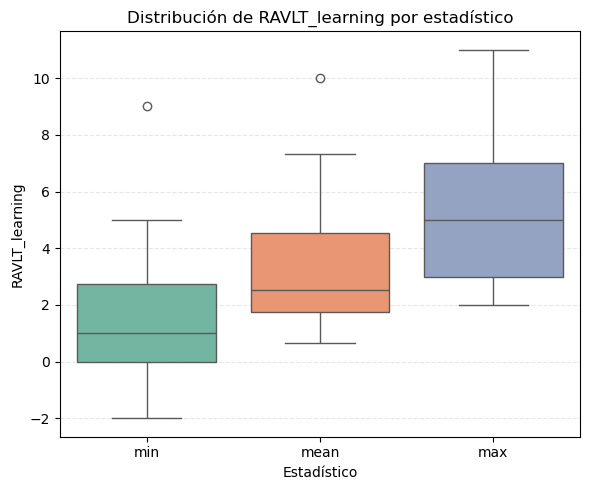 Distribución de RAVLT_learning por estadístico
RAVLT_learning
10
8
6
4
2
0
−2
min mean max
Estadístico